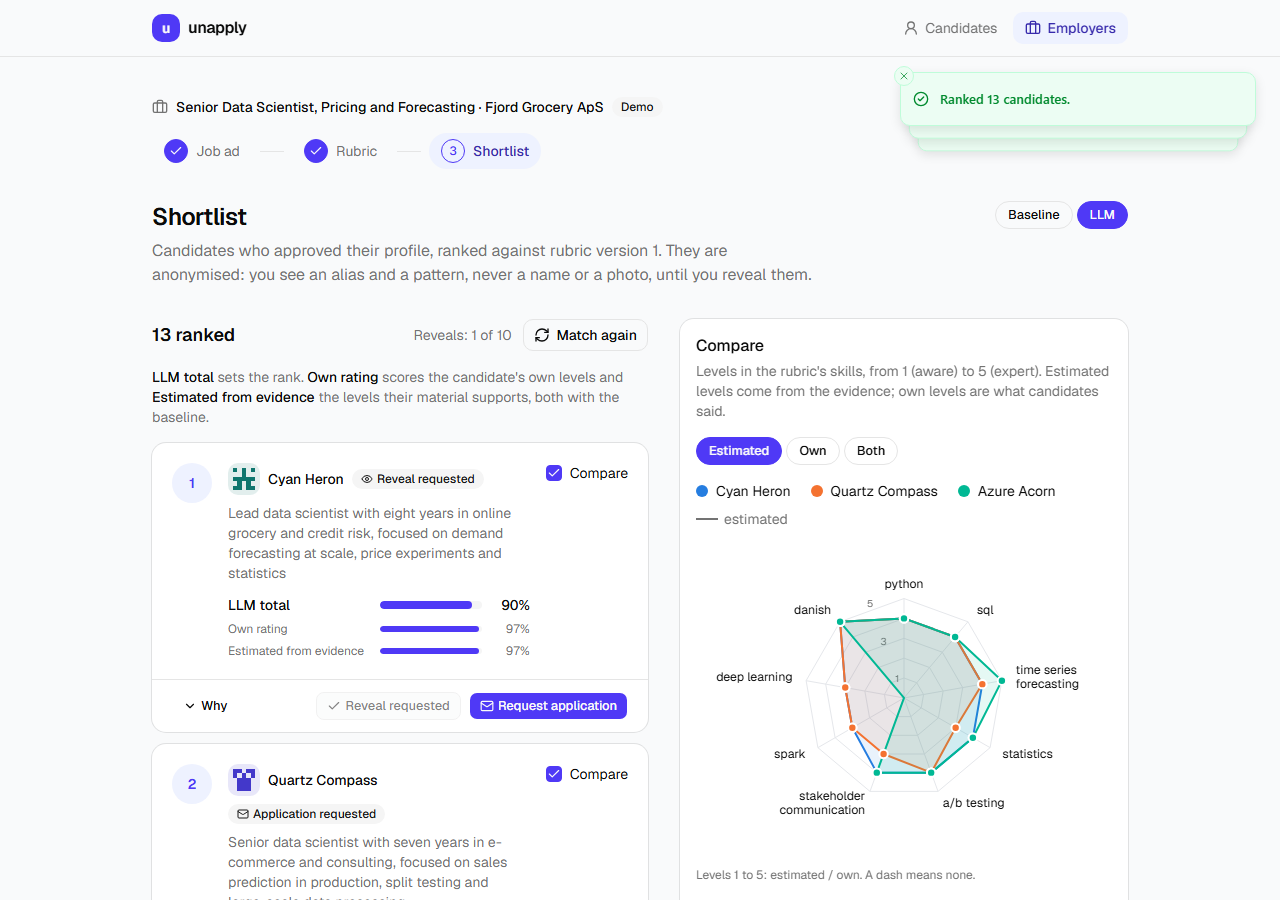 u unapply
Candidates
Employers
Ranked 13 candidates.
Senior Data Scientist, Pricing and Forecasting · Fjord Grocery ApS
Demo
Job ad
Rubric
3 Shortlist
Shortlist
Baseline
LLM
Candidates who approved their profile, ranked against rubric version 1. They are
anonymised: you see an alias and a pattern, never a name or a photo, until you reveal them.
13 ranked
Reveals: 1 of 10
Match again
LLM total sets the rank. Own rating scores the candidate's own levels and
Estimated from evidence the levels their material supports, both with the
baseline.
1
Cyan Heron
Reveal requested
Compare
Lead data scientist with eight years in online
grocery and credit risk, focused on demand
forecasting at scale, price experiments and
statistics
LLM total 90%
Own rating 97%
Estimated from evidence 97%
Why
Reveal requested
Request application
2
Quartz Compass
Compare
Application requested
Senior data scientist with seven years in e-
commerce and consulting, focused on sales
prediction in production, split testing and
Compare
Levels in the rubric's skills, from 1 (aware) to 5 (expert). Estimated
levels come from the evidence; own levels are what candidates
said.
Estimated
Own
Both
Cyan Heron
Quartz Compass
Azure Acorn
estimated
python
sql
time series
forecasting
statistics
a/b testing
stakeholder
communication
spark
deep learning
danish
5
3
1
Levels 1 to 5: estimated / own. A dash means none.